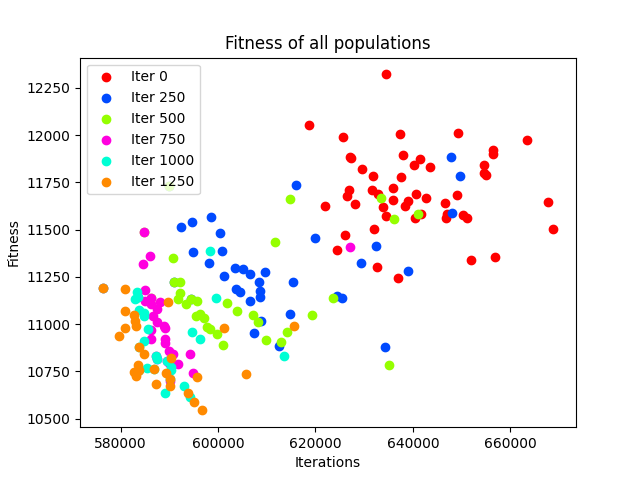 Fitness of all populations
Iter 0
Iter 250
Iter 500
Iter 750
Iter 1000
Iter 1250
12250
12000
11750
11500
11250
11000
10750
10500
Fitness
580000 600000 620000 640000 660000
Iterations